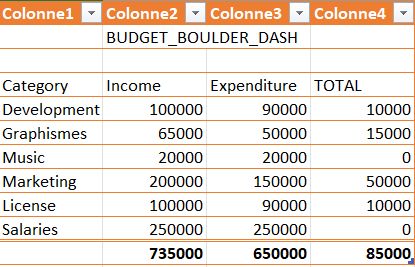 Colonne1 Colonne2 Colonne3 Colonne4
BUDGET_BOULDER_DASH
Category Income Expenditure TOTAL
Development 100000 90000 10000
Graphismes 65000 50000 15000
Music 20000 20000 0
Marketing 200000 150000 50000
License 100000 90000 10000
Salaries 250000 250000 0
735000 650000 85000